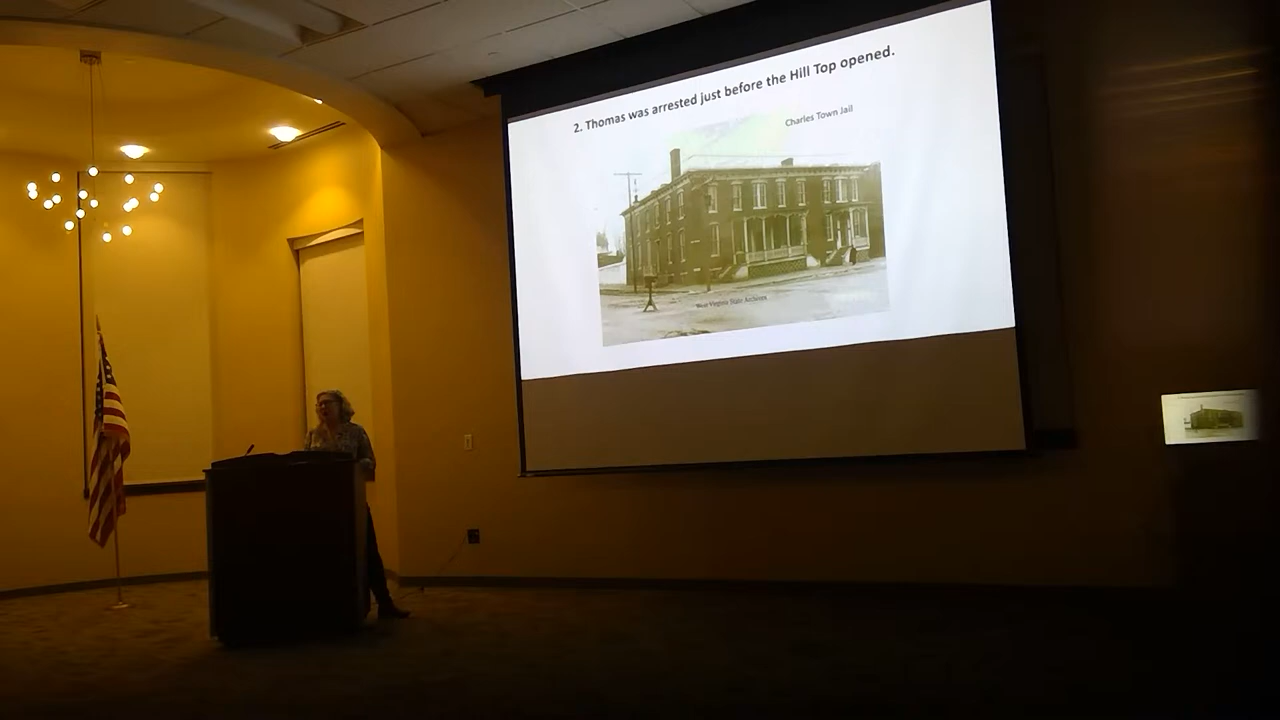 2. Thomas was arrested just before the Hill Top opened.
Charles Town Jail
West Virginia State Archives